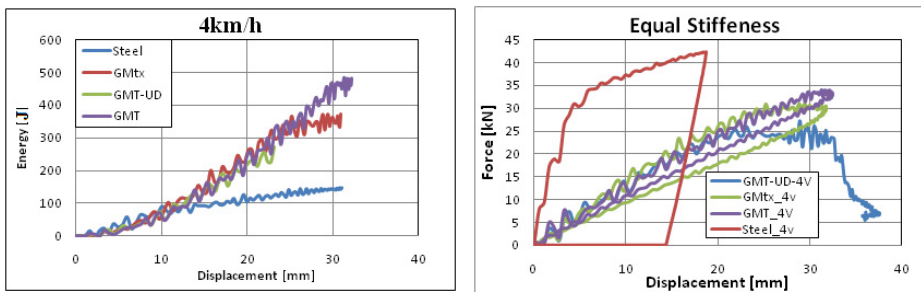 4km/h
600
500
400
300
200
100
0
Energy [J]
Steel
GMtx
GMT-UD
GMT
0 10 20 30 40
Displacement [mm]
Equal Stiffeness
45
40
35
30
25
20
15
10
5
0
Force [kN]
GMT-UD-4V
GMtx_4v
GMT_4V
Steel_4v
0 10 20 30 40
Displacement [mm]